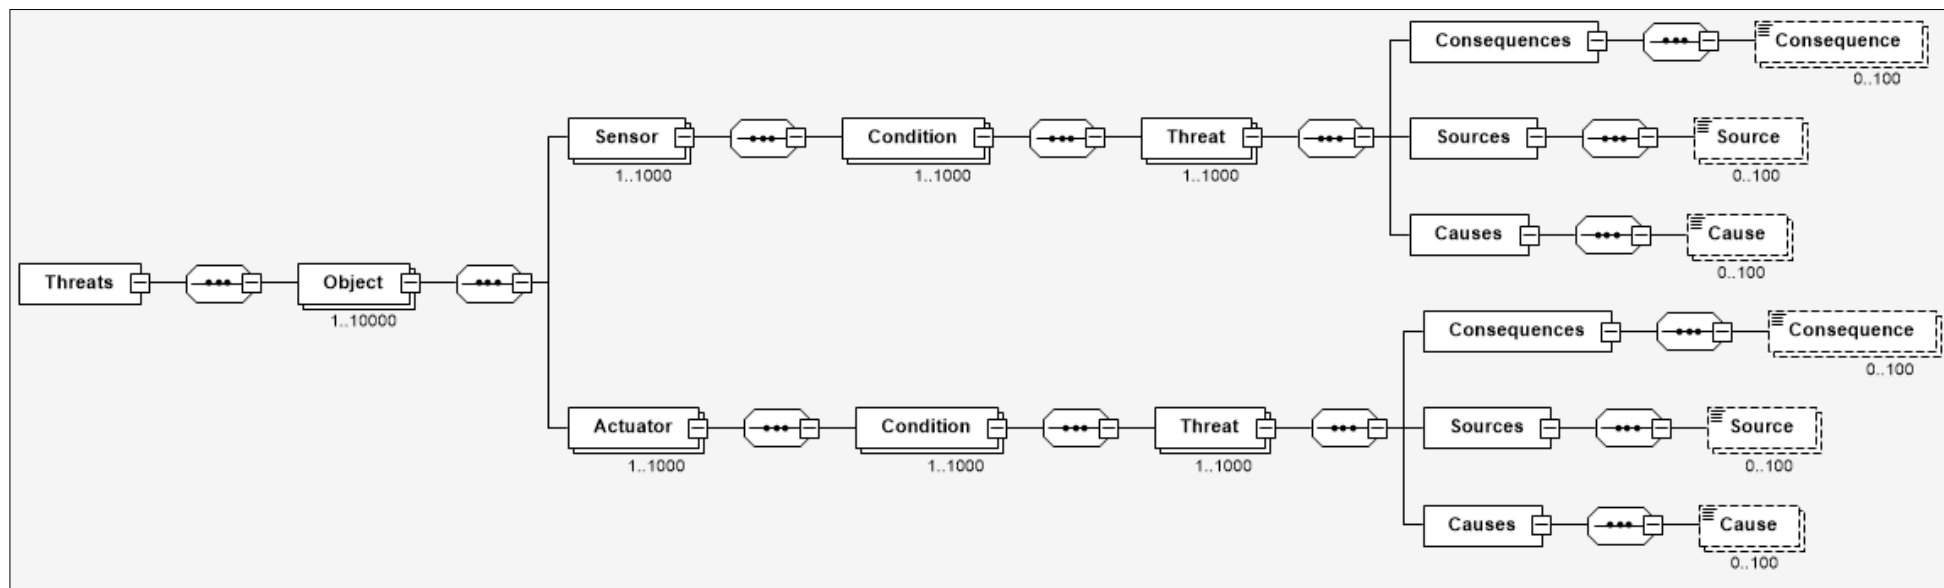 Consequences
Consequence
0..100
Sensor
Condition
Threat
Sources
Source
1..1000
1..1000
1..1000
0..100
Causes
Cause
0..100
Threats
Object
1..10000
Consequences
Consequence
0..100
Actuator
Condition
Threat
Sources
Source
1..1000
1..1000
1..1000
0..100
Causes
Cause
0..100